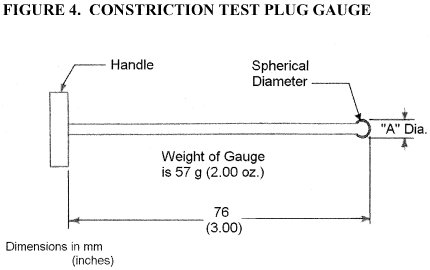 FIGURE 4. CONSTRICTION TEST PLUG GAUGE
Handle
Spherical
Diameter
"A" Dia.
Weight of Gauge
is 57 g (2.00 oz.)
76
(3.00)
Dimensions in mm
(inches)